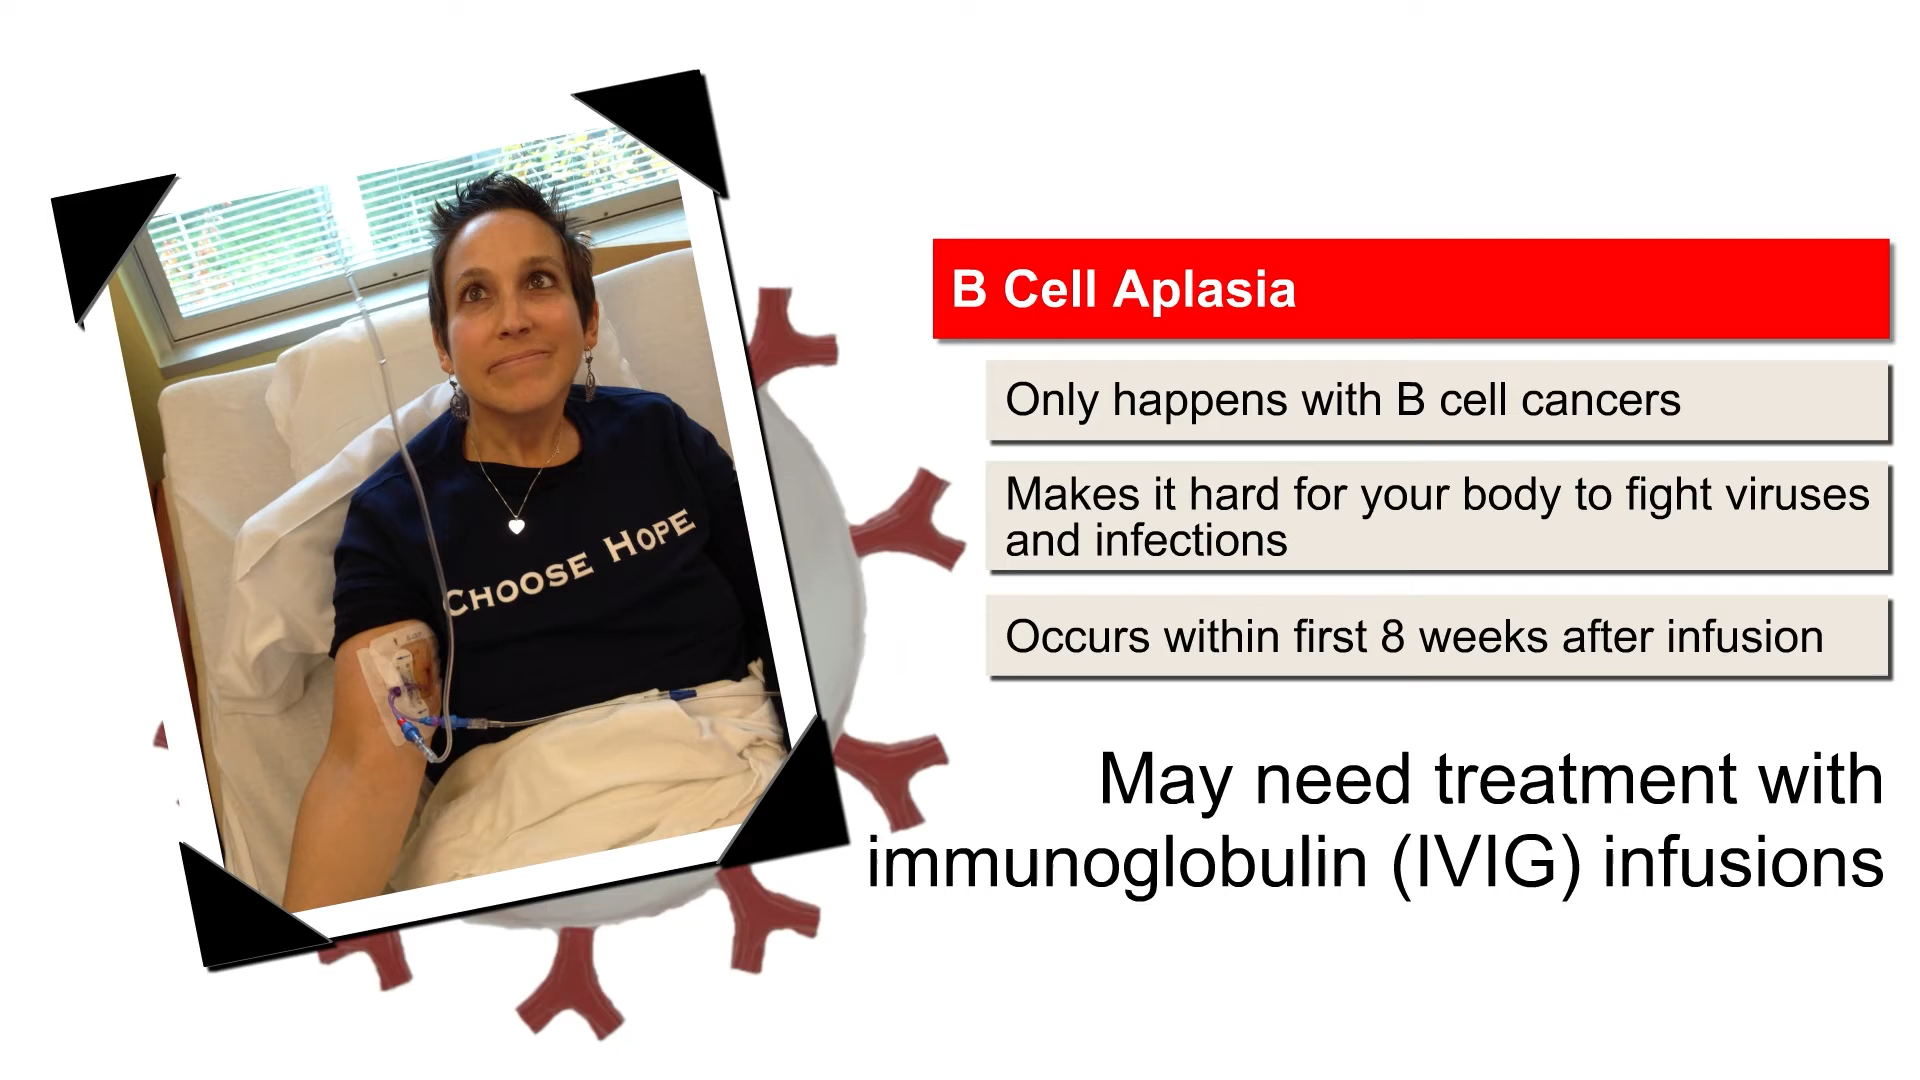 B Cell Aplasia
Only happens with B cell cancers
Makes it hard for your body to fight viruses
and infections
Occurs within first 8 weeks after infusion
May need treatment with
immunoglobulin (IVIG) infusions
CHOOSE HOPE